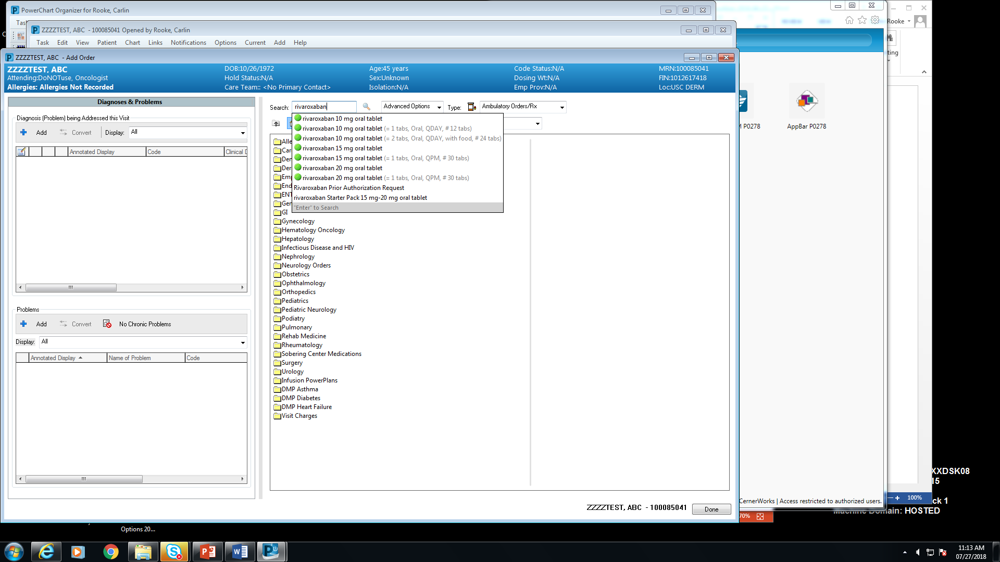 PowerChart Organizer for Rooke, Carlin
Rooke
ZZZZTEST, ABC - 100085041 Opened by Rooke, Carlin
Task Edit View Patient Chart Links Notifications Options Current Add Help
ZZZZTEST, ABC - Add Order
ZZZZTEST, ABC DOB:10/26/1972 Age:45 years Code Status:N/A MRN:100085041
Attending:DoNOTuse, Oncologist Hold Status:N/A Sex:Unknown Dosing Wt:N/A FIN:1012617418
Allergies: Allergies Not Recorded Care Team:: <No Primary Contact> Isolation:N/A Emp Prov:N/A Loc:USC DERM
Diagnoses & Problems
Diagnosis (Problem) being Addressed this Visit
Add Convert Display: All
Annotated Display Code Clinical D
Problems
Add Convert No Chronic Problems
Display: All
Annotated Display Name of Problem Code
Search: rivaroxaban Advanced Options Type: Ambulatory Orders/Rx
rivaroxaban 10 mg oral tablet
rivaroxaban 10 mg oral tablet (= 1 tabs, Oral, QDAY, # 12 tabs)
rivaroxaban 10 mg oral tablet (= 2 tabs, Oral, QDAY, with food, # 24 tabs)
rivaroxaban 15 mg oral tablet
rivaroxaban 15 mg oral tablet (= 1 tabs, Oral, QPM, # 30 tabs)
rivaroxaban 20 mg oral tablet
rivaroxaban 20 mg oral tablet (= 1 tabs, Oral, QPM, # 30 tabs)
Rivaroxaban Prior Authorization Request
rivaroxaban Starter Pack 15 mg-20 mg oral tablet
"Enter" to Search
Alle
Car
Der
Der
Em
End
ENT
Gen
GI
Gynecology
Hematology Oncology
Hepatology
Infectious Disease and HIV
Nephrology
Neurology Orders
Obstetrics
Ophthalmology
Orthopedics
Pediatrics
Pediatric Neurology
Podiatry
Pulmonary
Rehab Medicine
Rheumatology
Sobering Center Medications
Surgery
Urology
Infusion PowerPlans
DMP Asthma
DMP Diabetes
DMP Heart Failure
Visit Charges
ZZZZTEST, ABC - 100085041 Done
ting
M P0278 AppBar P0278
XXDSK08
15
CernerWorks | Access restricted to authorized users.
100%
ck 1
Machine Domain: HOSTED
70%
Options 20...
11:13 AM
07/27/2018